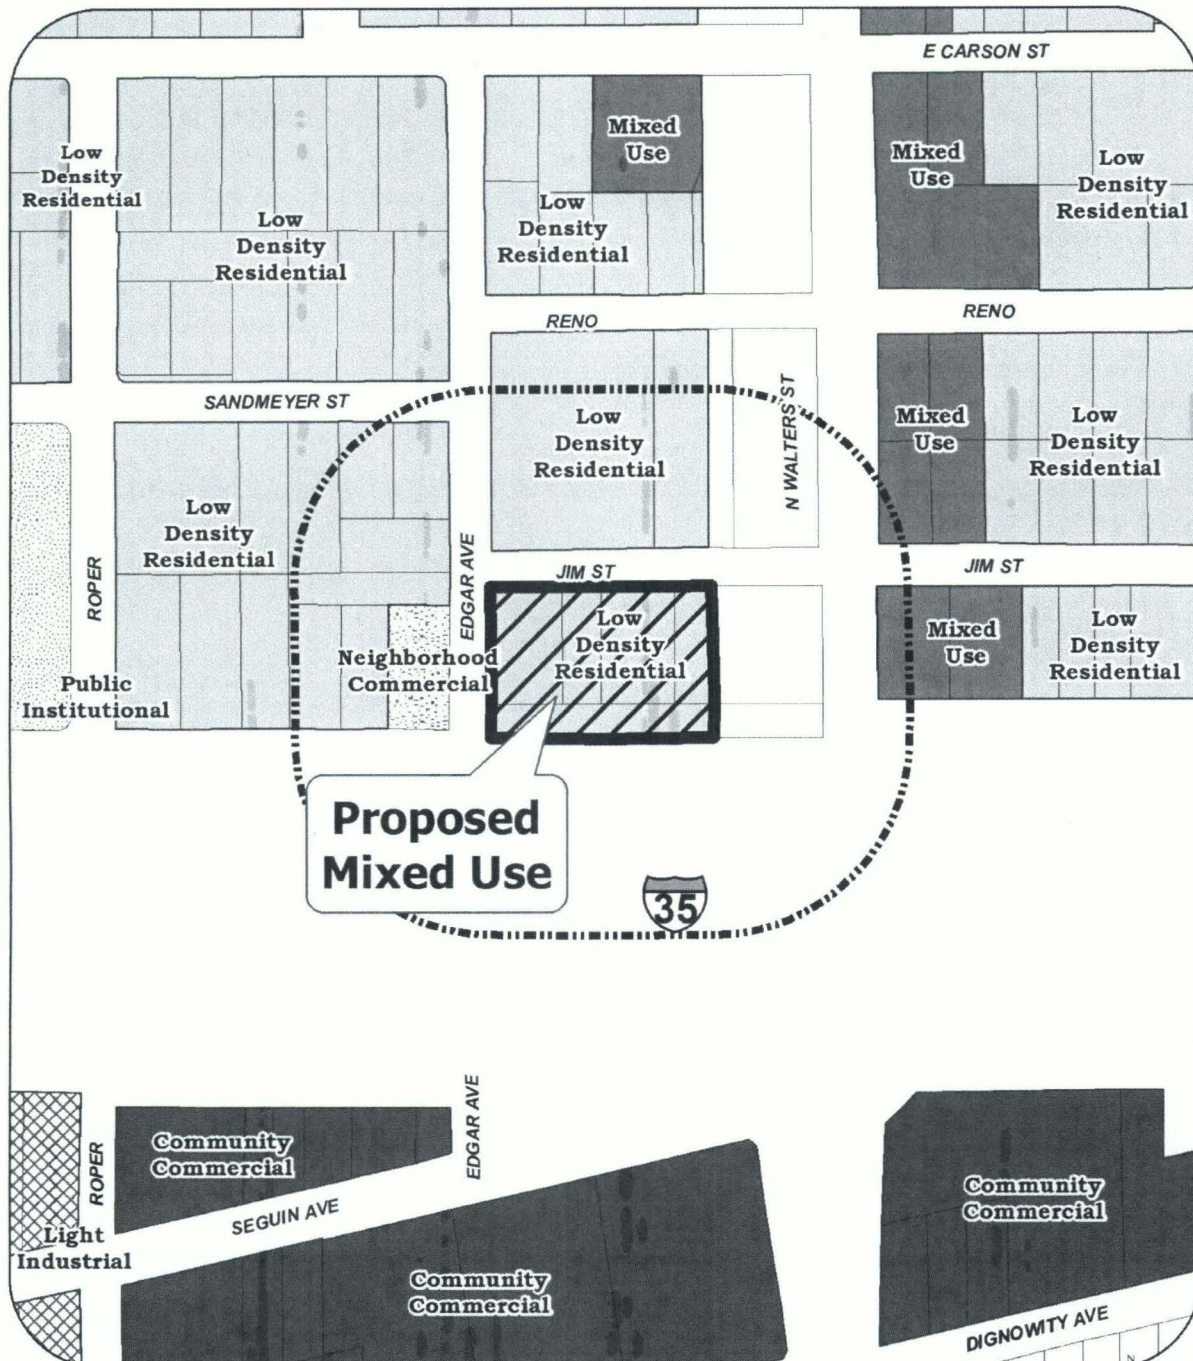 E CARSON ST
Mixed
Use
Mixed
Use
Low
Density
Residential
Low
Density
Residential
Low
Density
Residential
Low
Density
Residential
RENO
RENO
SANDMEYER ST
N WALTERS ST
Low
Density
Residential
Mixed
Use
Low
Density
Residential
Low
Density
Residential
ROPER
EDGAR AVE
JIM ST
JIM ST
Low
Density
Residential
Mixed
Use
Low
Density
Residential
Neighborhood
Commercial
Public
Institutional
Proposed
Mixed Use
35
ROPER
EDGAR AVE
Community
Commercial
SEGUIN AVE
Community
Commercial
Light
Industrial
Community
Commercial
DIGNOWITY AVE
N